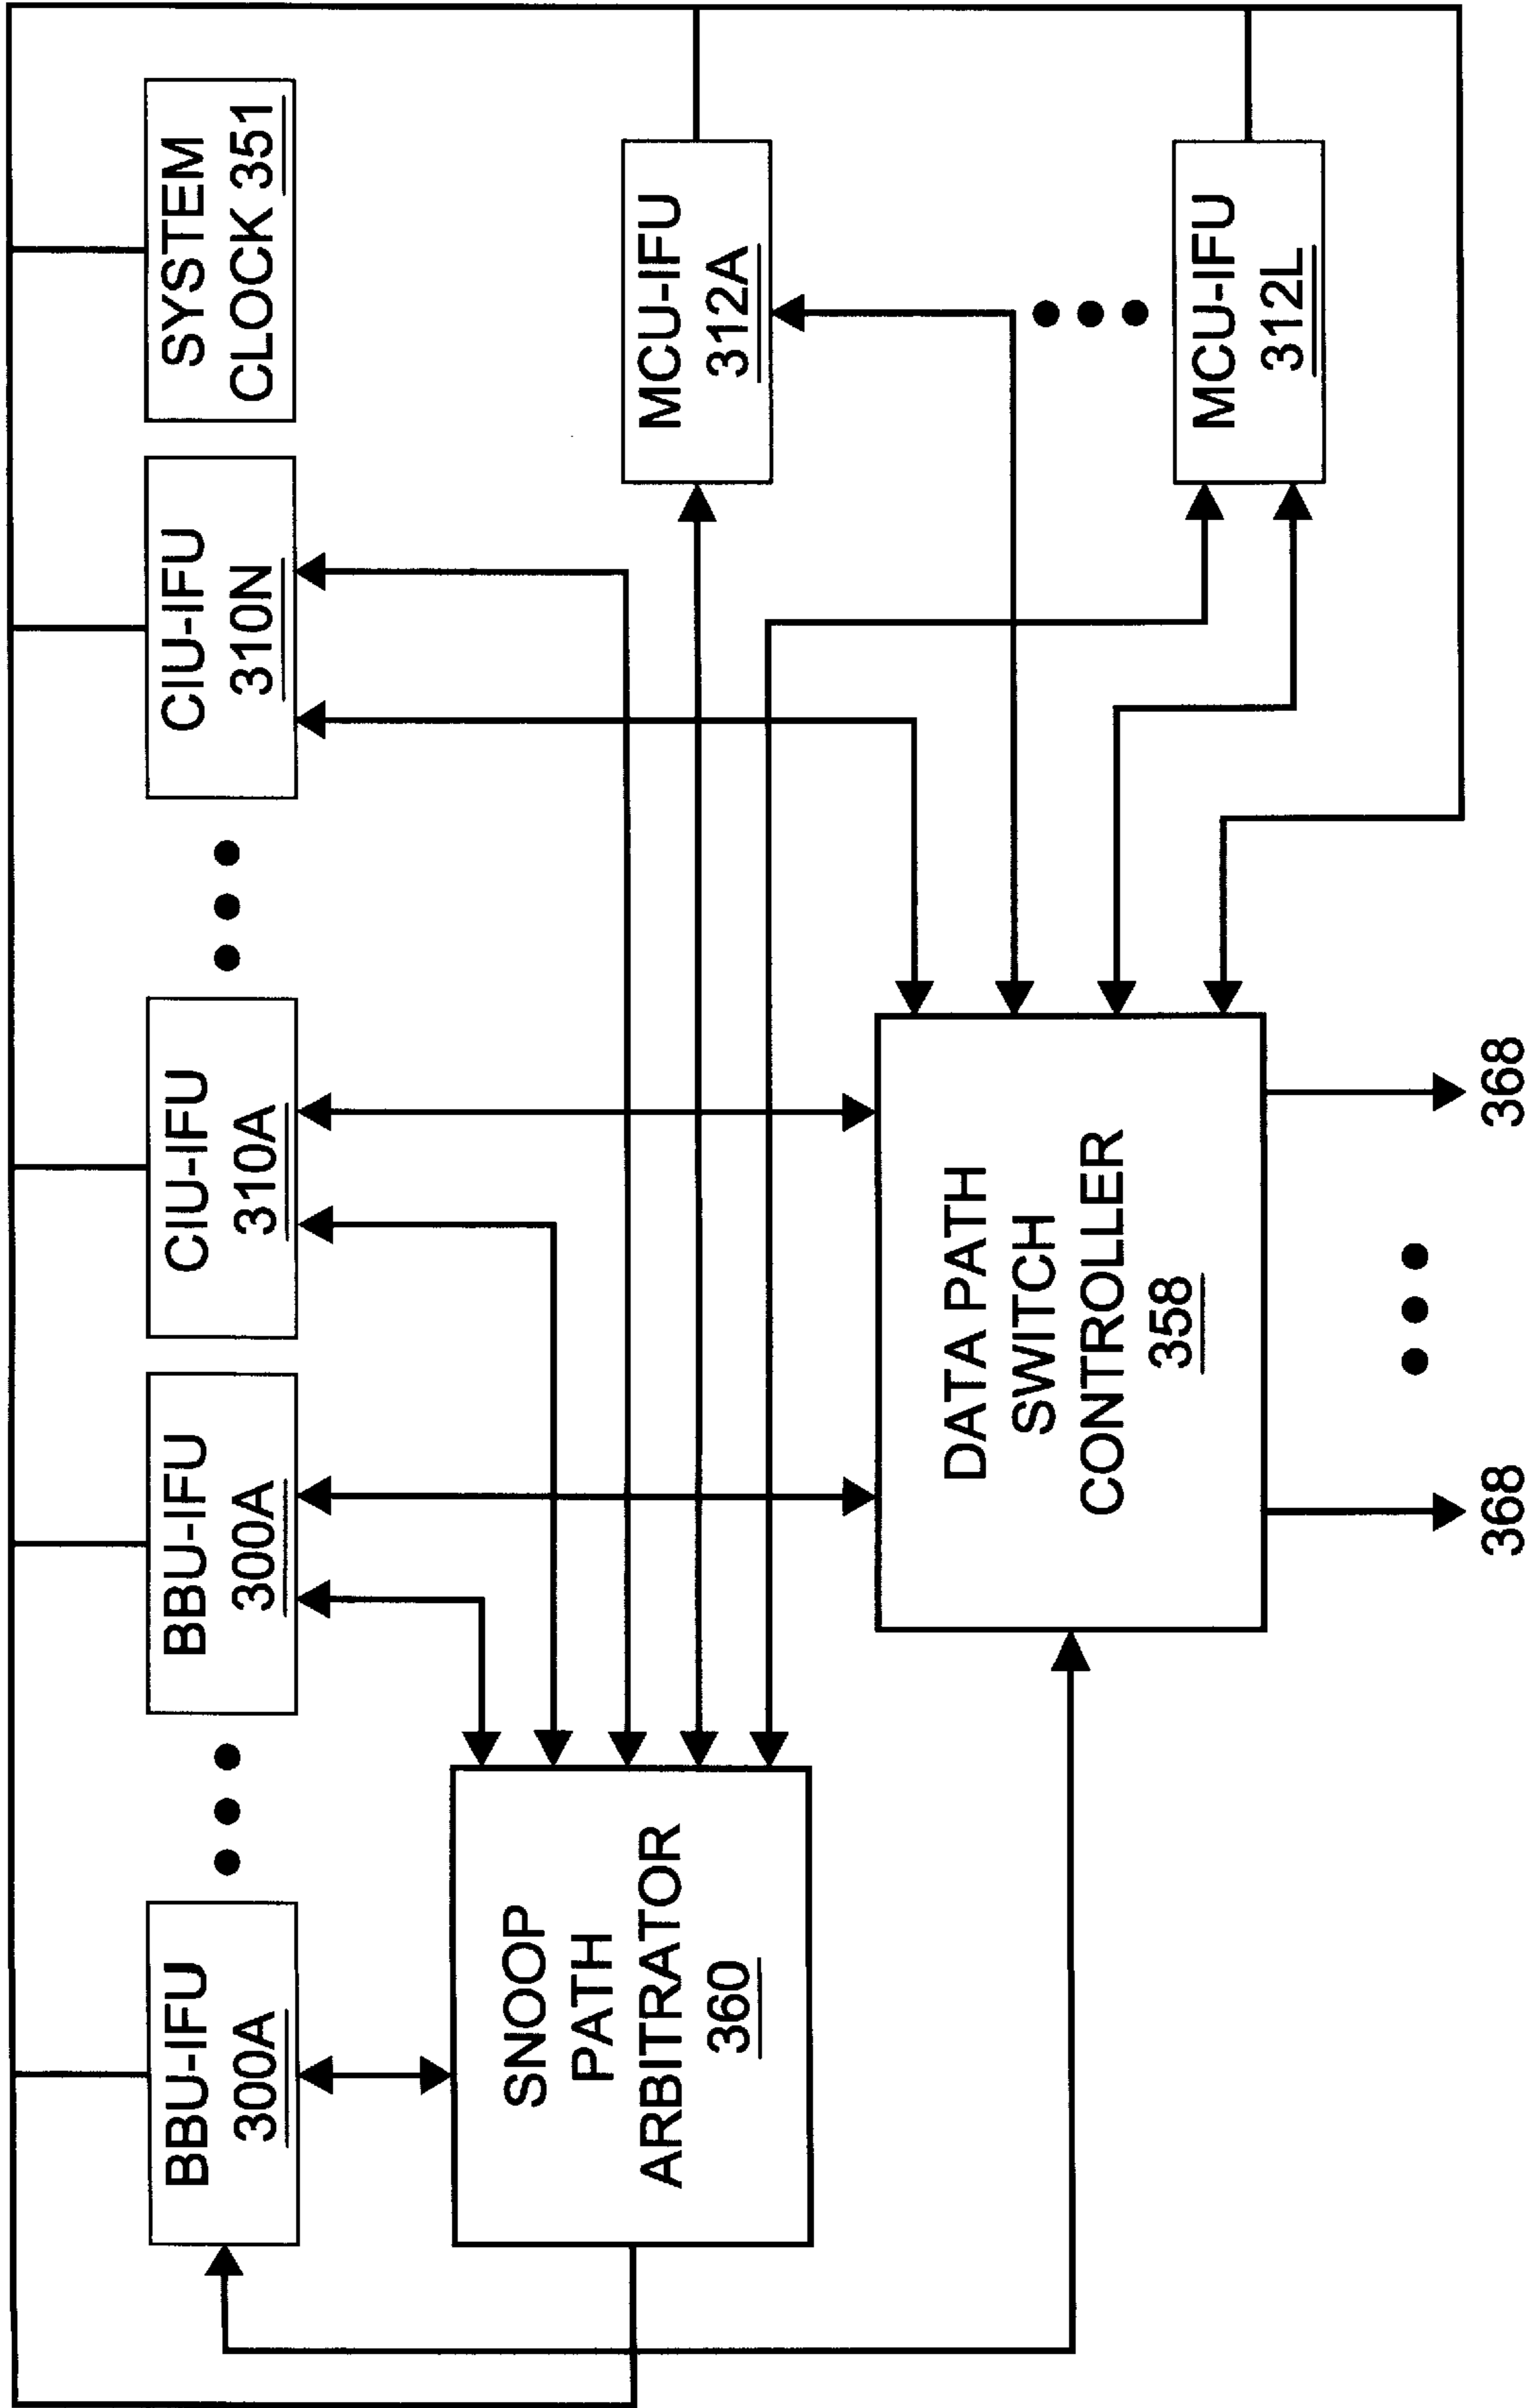 BBU-IFU
300A
BBU-IFU
300A
CIU-IFU
310A
CIU-IFU
310N
SYSTEM
CLOCK 351
SNOOP
PATH
ARBITRATOR
360
MCU-IFU
312A
DATA PATH
SWITCH
CONTROLLER
358
MCU-IFU
312L
368
368